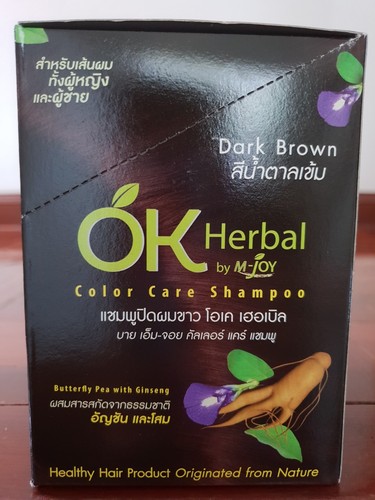 สำหรับเส้นผม
ทั้งผู้หญิง
และผู้ชาย
Dark Brown
สีน้ำตาลเข้ม
OK Herbal
by M-JOY
Color Care Shampoo
แชมพูปิดผมขาว โอเค เฮอเบิล
บาย เอ็ม-จอย คัลเลอร์ แคร์ แชมพู
Butterfly Pea with Ginseng
ผสมสารสกัดจากธรรมชาติ
อัญชัน และโสม
Healthy Hair Product Originated from Nature